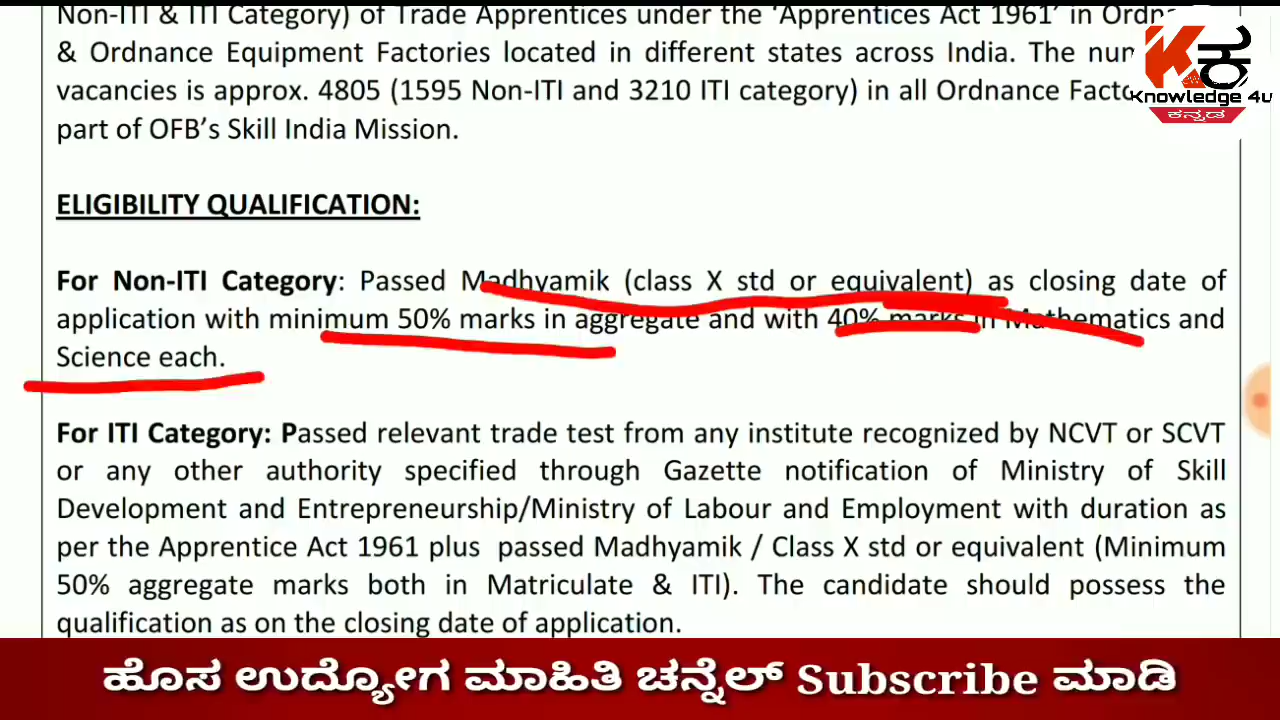 Non-ITI & ITI Category) of Trade Apprentices under the 'Apprentices Act 1961' in
& Ordnance Equipment Factories located in different states across India. The
vacancies is approx. 4805 (1595 Non-ITI and 3210 ITI category) in all Ordnance
part of OFB's Skill India Mission.
ಕ
Knowledge 4u
ಕನ್ನಡ
ELIGIBILITY QUALIFICATION:
For Non-ITI Category: Passed Madhyamik (class X std or equivalent) as closing date of
application with minimum 50% marks in aggregate and with 40% marks in Mathematics and
Science each.
For ITI Category: Passed relevant trade test from any institute recognized by NCVT or SCVT
or any other authority specified through Gazette notification of Ministry of Skill
Development and Entrepreneurship/Ministry of Labour and Employment with duration as
per the Apprentice Act 1961 plus passed Madhyamik / Class X std or equivalent (Minimum
50% aggregate marks both in Matriculate & ITI). The candidate should possess the
qualification as on the closing date of application.
ಹೊಸ ಉದ್ಯೋಗ ಮಾಹಿತಿ ಚನ್ನೆಲ್ Subscribe ಮಾಡಿ